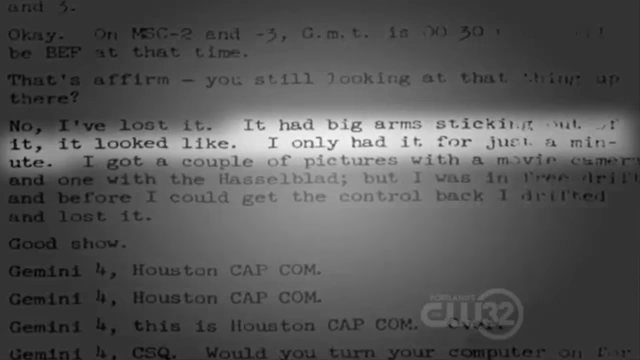 and 3.
Okay. On MSC-2 and -3, G.m.t. is 00 30
be BEF at that time.
That's affirm - you still looking at that thing up
there?
No, I've lost it. It had big arms sticking out of
it, it looked like. I only had it for just a min-
ute. I got a couple of pictures with a movie camera
and one with the Hasselblad; but I was in free drift
and before I could get the control back I drifted
and lost it.
Good show.
Gemini 4, Houston CAP COM.
Gemini 4, Houston CAP COM.
Gemini 4, this is Houston CAP COM.
Gemini 4, CSQ. Would you turn your computer on for
PORTLAND'S
CW32